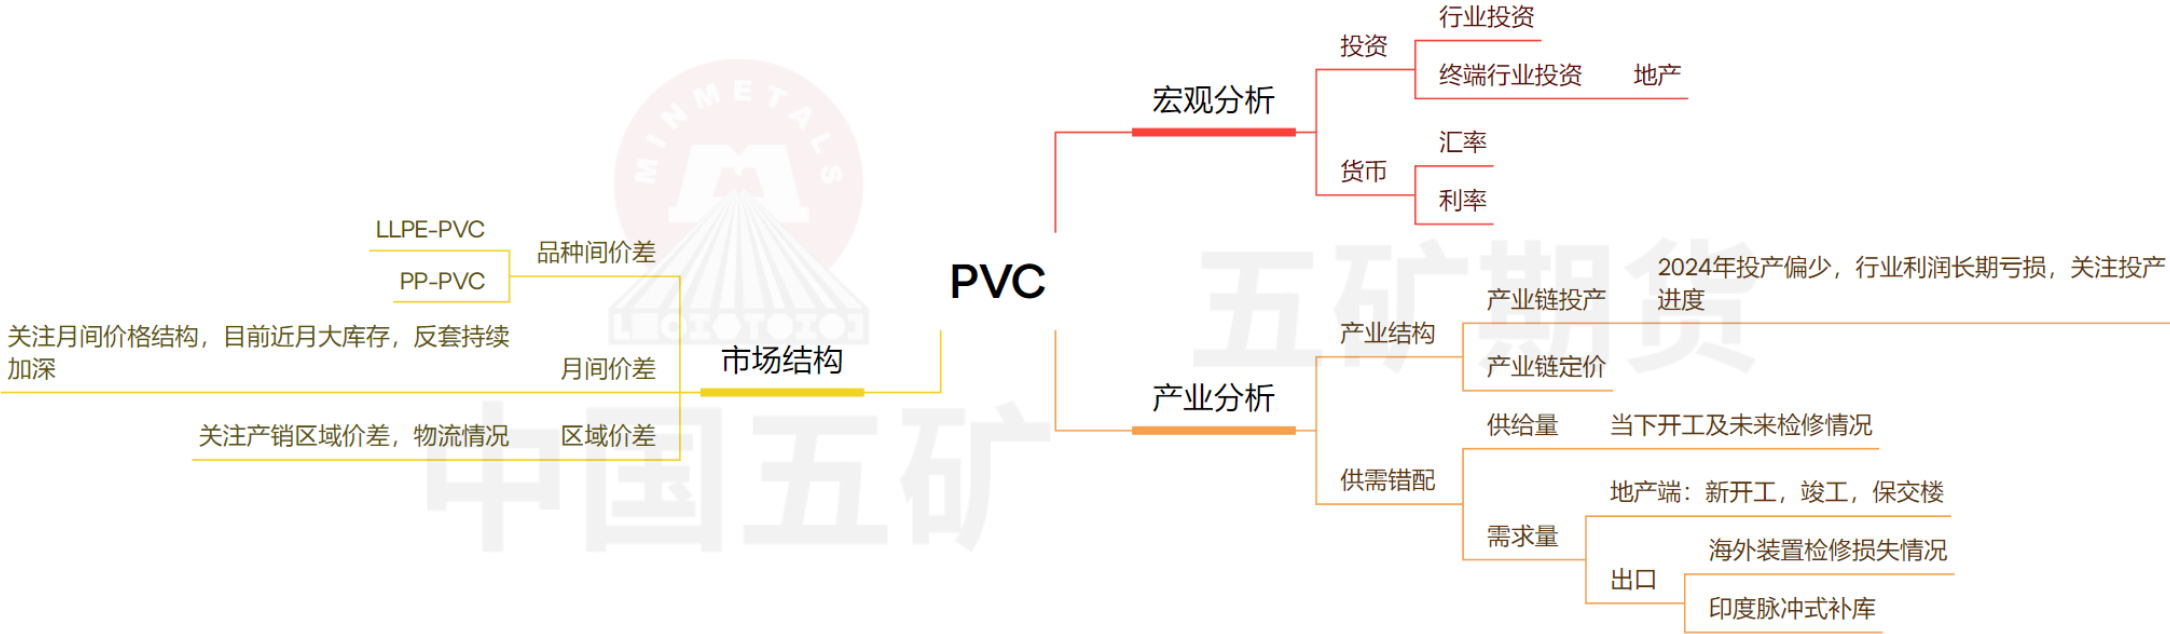 PVC
宏观分析
投资
行业投资
终端行业投资 地产
货币
汇率
利率
产业分析
产业结构
产业链投产
2024年投产偏少，行业利润长期亏损，关注投产
进度
产业链定价
供需错配
供给量 当下开工及未来检修情况
需求量
地产端：新开工，竣工，保交楼
出口
海外装置检修损失情况
印度脉冲式补库
市场结构
品种间价差
LLPE-PVC
PP-PVC
月间价差
关注月间价格结构，目前近月大库存，反套持续
加深
区域价差
关注产销区域价差，物流情况
MINMETALS
五矿期货
中国五矿